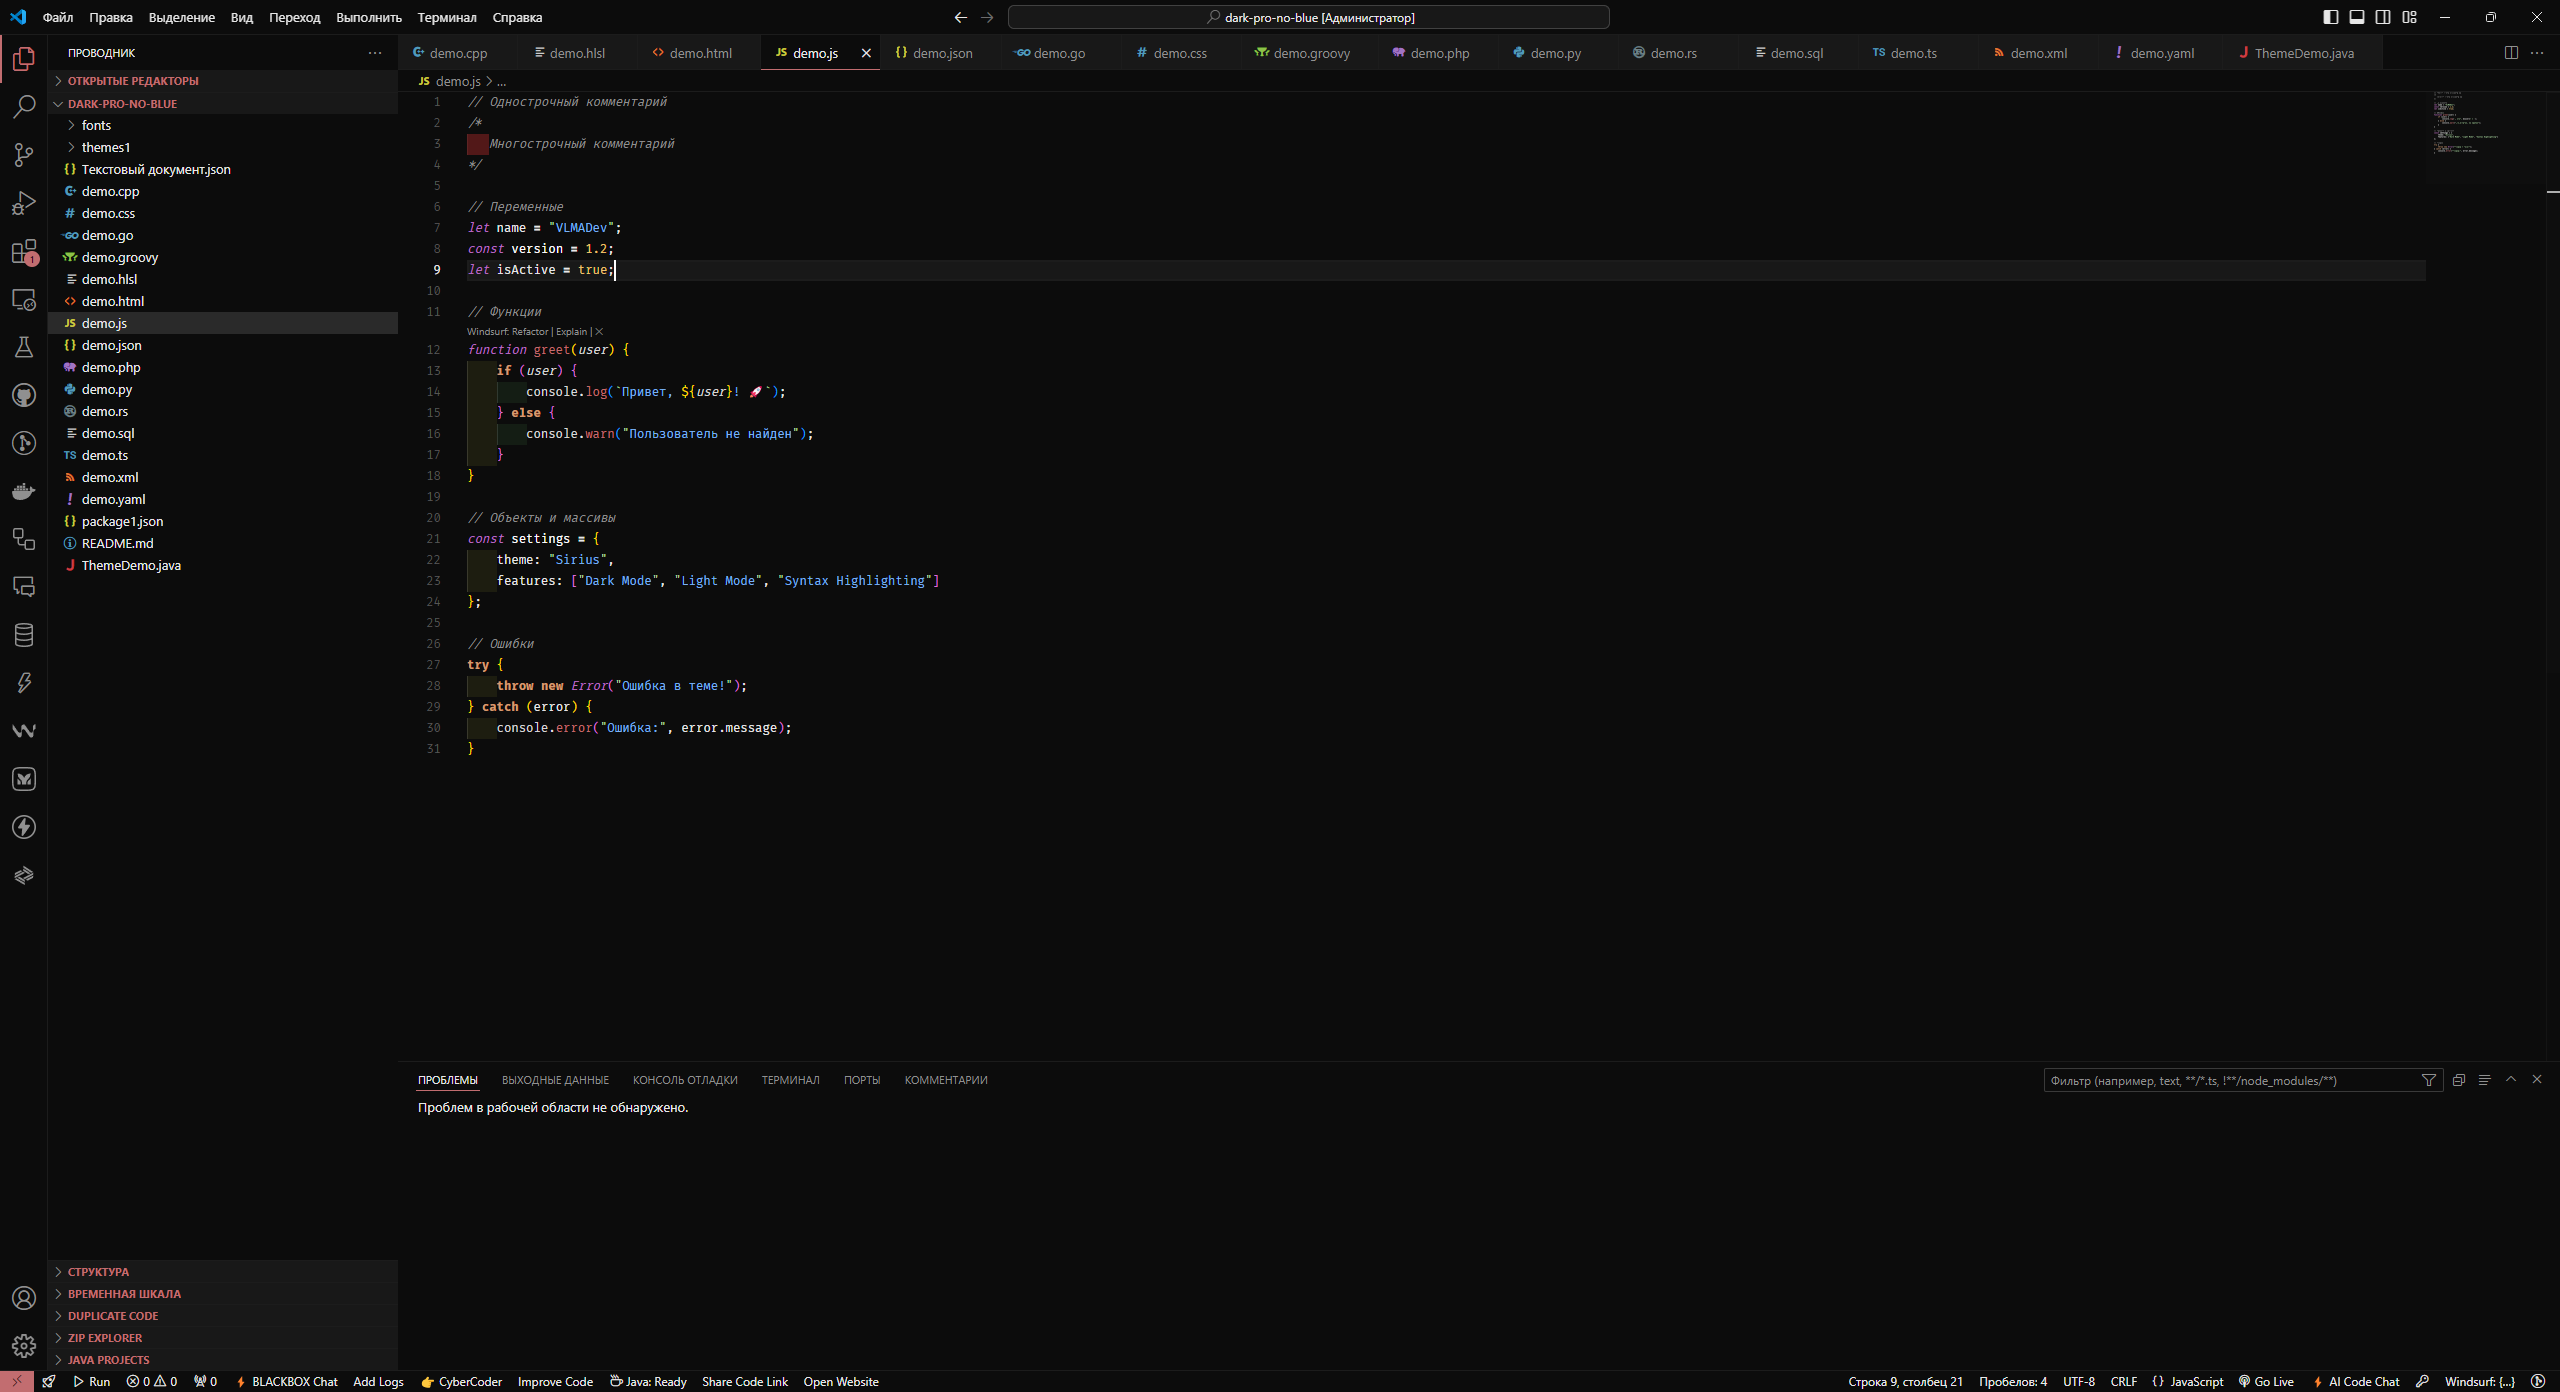 Файл Правка Выделение Вид Переход Выполнить Терминал Справка
dark-pro-no-blue [Администратор]
ПРОВОДНИК
ОТКРЫТЫЕ РЕДАКТОРЫ
DARK-PRO-NO-BLUE
fonts
themes1
Текстовый документ.json
demo.cpp
demo.css
demo.go
demo.groovy
demo.hlsl
demo.html
demo.js
demo.json
demo.php
demo.py
demo.rs
demo.sql
demo.ts
demo.xml
demo.yaml
package1.json
README.md
ThemeDemo.java
СТРУКТУРА
ВРЕМЕННАЯ ШКАЛА
DUPLICATE CODE
ZIP EXPLORER
JAVA PROJECTS
demo.cpp demo.hlsl demo.html JS demo.js demo.json demo.go demo.css demo.groovy demo.php demo.py demo.rs demo.sql TS demo.ts demo.xml demo.yaml ThemeDemo.java
JS demo.js > ...
1 // Однострочный комментарий
2 /*
3 Многострочный комментарий
4 */
5
6 // Переменные
7 let name = "VLMADev";
8 const version = 1.2;
9 let isActive = true;
10
11 // Функции
Windsurf: Refactor | Explain | ×
12 function greet(user) {
13 if (user) {
14 console.log(`Привет, ${user}! 🚀`);
15 } else {
16 console.warn("Пользователь не найден");
17 }
18 }
19
20 // Объекты и массивы
21 const settings = {
22 theme: "Sirius",
23 features: ["Dark Mode", "Light Mode", "Syntax Highlighting"]
24 };
25
26 // Ошибки
27 try {
28 throw new Error("Ошибка в теме!");
29 } catch (error) {
30 console.error("Ошибка:", error.message);
31 }
ПРОБЛЕМЫ ВЫХОДНЫЕ ДАННЫЕ КОНСОЛЬ ОТЛАДКИ ТЕРМИНАЛ ПОРТЫ КОММЕНТАРИИ
Фильтр (например, text, **/*.ts, !**/node_modules/**)
Проблем в рабочей области не обнаружено.
Run 0 0 0 BLACKBOX Chat Add Logs CyberCoder Improve Code Java: Ready Share Code Link Open Website
Строка 9, столбец 21 Пробелов: 4 UTF-8 CRLF {} JavaScript Go Live AI Code Chat Windsurf: {...}